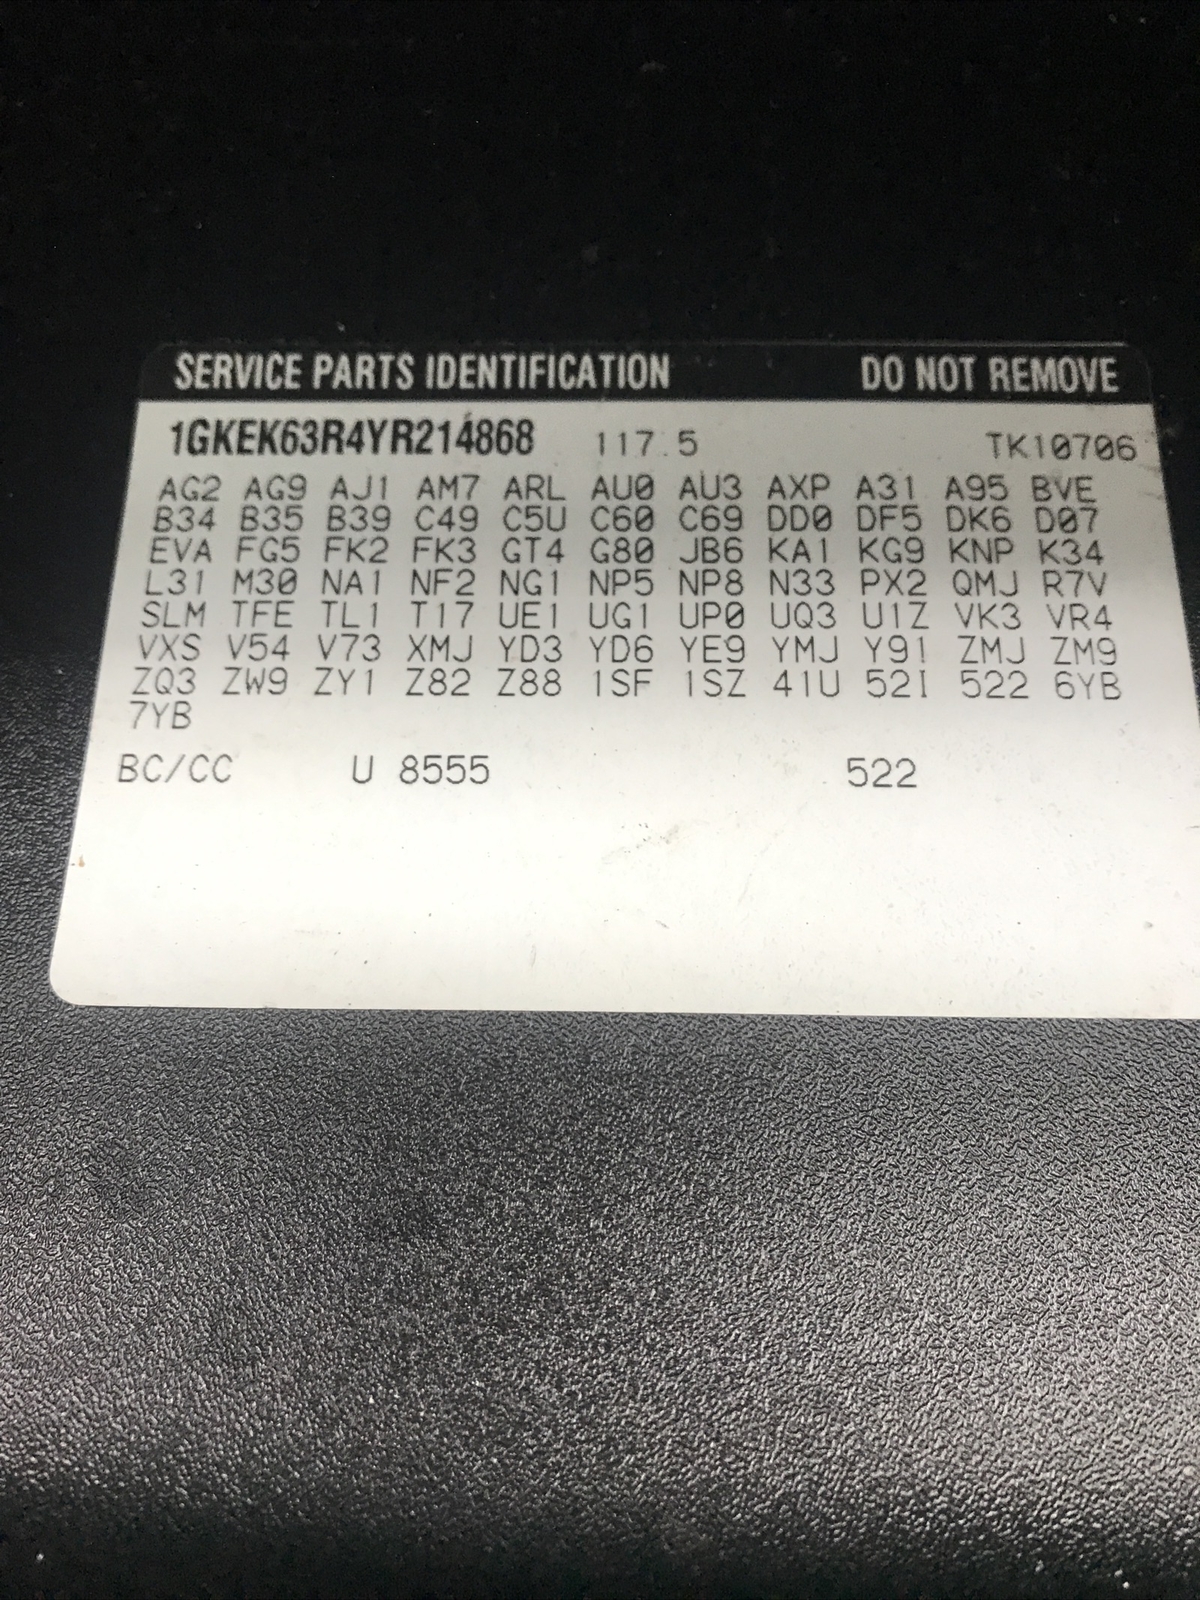 SERVICE PARTS IDENTIFICATION DO NOT REMOVE
1GKEK63R4YR214868 117.5 TK10706
AG2 AG9 AJ1 AM7 ARL AU0 AU3 AXP A31 A95 BVE
B34 B35 B39 C49 C5U C60 C69 DD0 DF5 DK6 D07
EVA FG5 FK2 FK3 GT4 G80 JB6 KA1 KG9 KNP K34
L31 M30 NA1 NF2 NG1 NP5 NP8 N33 PX2 QMJ R7V
SLM TFE TL1 T17 UE1 UG1 UP0 UQ3 U1Z VK3 VR4
VXS V54 V73 XMJ YD3 YD6 YE9 YMJ Y91 ZMJ ZM9
ZQ3 ZW9 ZY1 Z82 Z88 1SF 1SZ 41U 52I 522 6YB
7YB
BC/CC U 8555 522